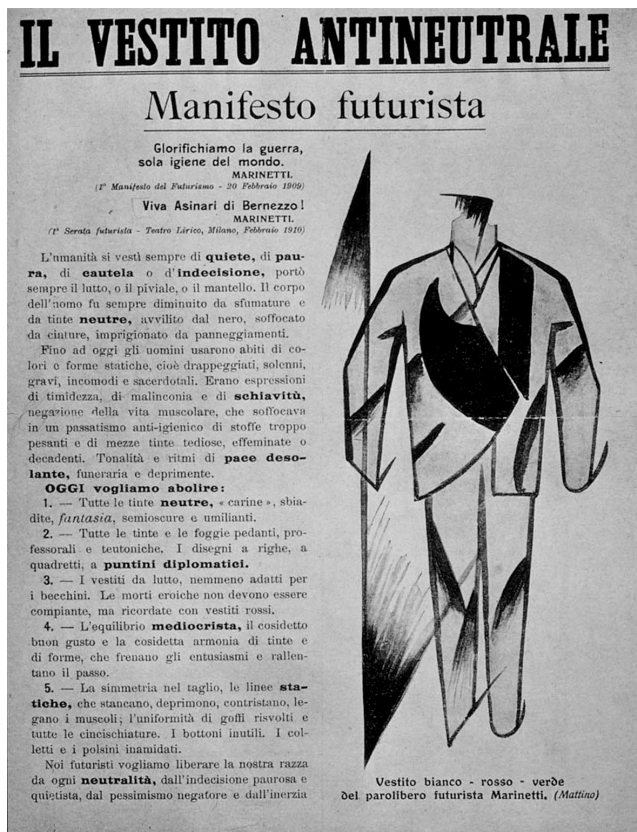 IL VESTITO ANTINEUTRALE
Manifesto futurista
Glorifichiamo la guerra,
sola igiene del mondo.
MARINETTI.
(1º Manifesto del Futurismo - 20 Febbraio 1909)
Viva Asinari di Bernezzo!
MARINETTI.
(1ª Serata futurista - Teatro Lirico, Milano, Febbraio 1910)
L'umanità si vestì sempre di quiete, di pau-
ra, di cautela o d'indecisione, portò
sempre il lutto, o il piviale, o il mantello. Il corpo
dell'uomo fu sempre diminuito da sfumature e
da tinte neutre, avvilito dal nero, soffocato
da cinture, imprigionato da panneggiamenti.
Fino ad oggi gli uomini usarono abiti di co-
lori e forme statiche, cioè drappeggiati, solenni,
gravi, incomodi e sacerdotali. Erano espressioni
di timidezza, di malinconia e di schiavitù,
negazione della vita muscolare, che soffocava
in un passatismo anti-igienico di stoffe troppo
pesanti e di mezze tinte tediose, effeminate o
decadenti. Tonalità e ritmi di pace deso-
lante, funeraria e deprimente.
OGGI vogliamo abolire:
1. — Tutte le tinte neutre, « carine », sbia-
dite, fantasia, semioscure e umilianti.
2. — Tutte le tinte e le foggie pedanti, pro-
fessorali e teutoniche. I disegni a righe, a
quadretti, a puntini diplomatici.
3. — I vestiti da lutto, nemmeno adatti per
i becchini. Le morti eroiche non devono essere
compiante, ma ricordate con vestiti rossi.
4. — L'equilibrio mediocrista, il cosidetto
buon gusto e la cosidetta armonia di tinte e
di forme, che frenano gli entusiasmi e rallen-
tano il passo.
5. — La simmetria nel taglio, le linee sta-
tiche, che stancano, deprimono, contristano, le-
gano i muscoli; l'uniformità di goffi risvolti e
tutte le cincischiature. I bottoni inutili. I col-
letti e i polsini inamidati.
Noi futuristi vogliamo liberare la nostra razza
da ogni neutralità, dall'indecisione paurosa e
quietista, dal pessimismo negatore e dall'inerzia
Vestito bianco - rosso - verde
del parolibero futurista Marinetti. (Mattino)